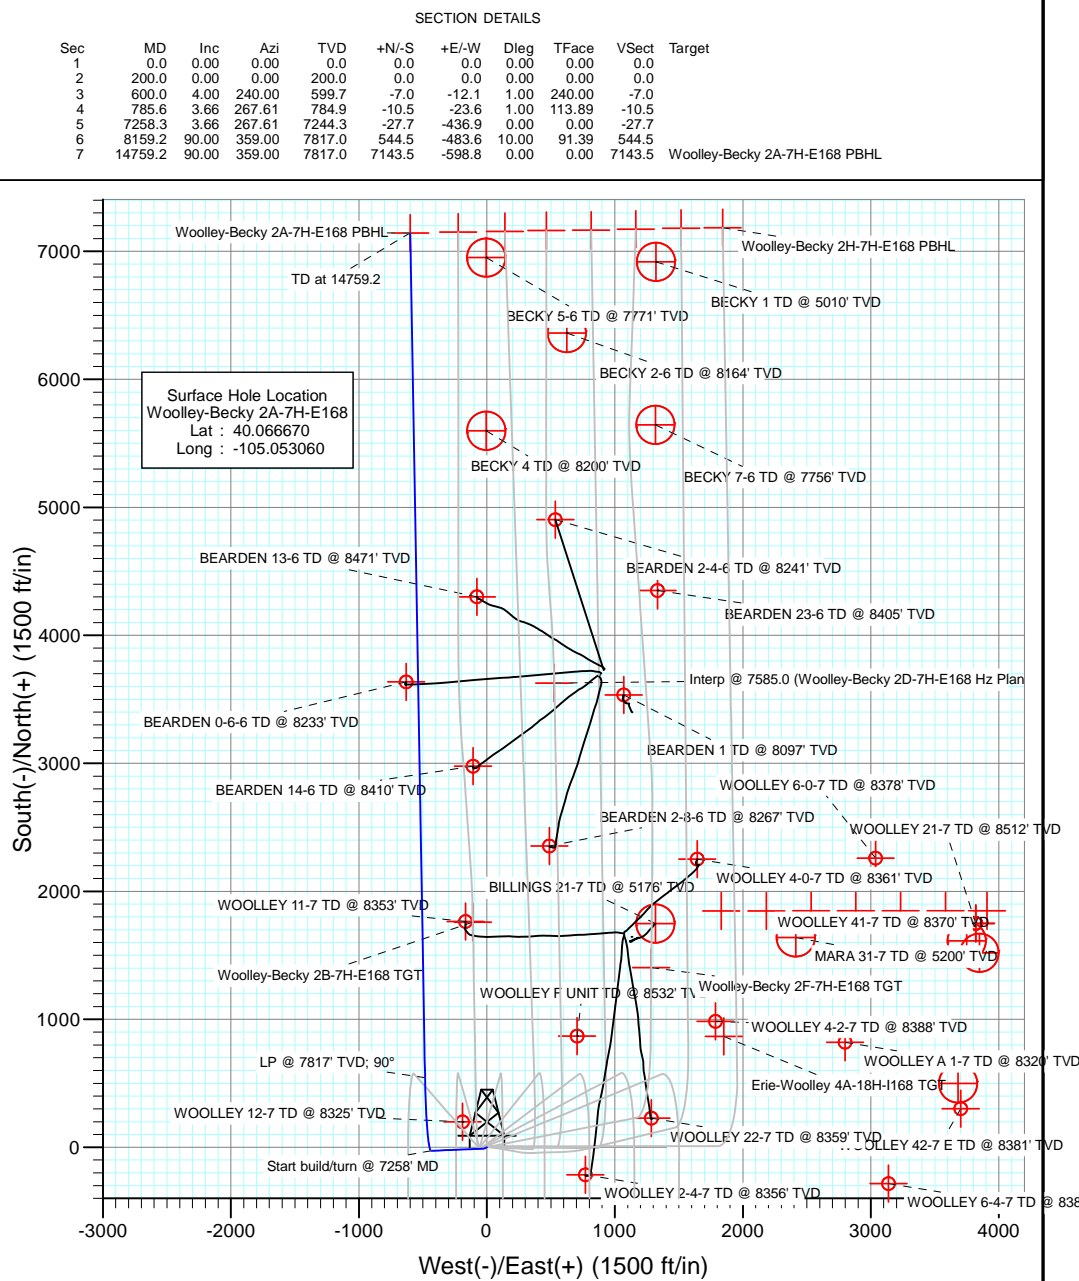 SECTION DETAILS
Sec MD Inc Azi TVD +N/-S +E/-W Dleg TFace VSect Target
1 0.0 0.00 0.00 0.0 0.0 0.0 0.00 0.00 0.0
2 200.0 0.00 0.00 200.0 0.0 0.0 0.00 0.00 0.0
3 600.0 4.00 240.00 599.7 -7.0 -12.1 1.00 240.00 -7.0
4 785.6 3.66 267.61 784.9 -10.5 -23.6 1.00 113.89 -10.5
5 7258.3 3.66 267.61 7244.3 -27.7 -436.9 0.00 0.00 -27.7
6 8159.2 90.00 359.00 7817.0 544.5 -483.6 10.00 91.39 544.5
7 14759.2 90.00 359.00 7817.0 7143.5 -598.8 0.00 0.00 7143.5 Woolley-Becky 2A-7H-E168 PBHL
Woolley-Becky 2A-7H-E168 PBHL
Woolley-Becky 2H-7H-E168 PBHL
7000
TD at 14759.2
BECKY 1 TD @ 5010' TVD
BECKY 5-6 TD @ 7771' TVD
BECKY 2-6 TD @ 8164' TVD
6000
Surface Hole Location
Woolley-Becky 2A-7H-E168
Lat : 40.066670
Long : -105.053060
BECKY 4 TD @ 8200' TVD
BECKY 7-6 TD @ 7756' TVD
5000
BEARDEN 13-6 TD @ 8471' TVD
BEARDEN 2-4-6 TD @ 8241' TVD
BEARDEN 23-6 TD @ 8405' TVD
4000
Interp @ 7585.0 (Woolley-Becky 2D-7H-E168 Hz Plan
BEARDEN 0-6-6 TD @ 8233' TVD
BEARDEN 1 TD @ 8097' TVD
3000
BEARDEN 14-6 TD @ 8410' TVD
WOOLLEY 6-0-7 TD @ 8378' TVD
BEARDEN 2-8-6 TD @ 8267' TVD
WOOLLEY 21-7 TD @ 8512' TVD
WOOLLEY 4-0-7 TD @ 8361' TVD
BILLINGS 21-7 TD @ 5176' TVD
2000
WOOLLEY 11-7 TD @ 8353' TVD
WOOLLEY 41-7 TD @ 8370' TVD
MARA 31-7 TD @ 5200' TVD
Woolley-Becky 2B-7H-E168 TGT
Woolley-Becky 2F-7H-E168 TGT
WOOLLEY F UNIT TD @ 8532' TV
1000
WOOLLEY 4-2-7 TD @ 8388' TVD
LP @ 7817' TVD; 90°
WOOLLEY A 1-7 TD @ 8320' TVD
Erie-Woolley 4A-18H-I168 TGT
WOOLLEY 12-7 TD @ 8325' TVD
WOOLLEY 22-7 TD @ 8359' TVD
WOOLLEY 42-7 E TD @ 8381' TVD
0
Start build/turn @ 7258' MD
WOOLLEY 2-4-7 TD @ 8356' TVD
WOOLLEY 6-4-7 TD @ 838
-3000 -2000 -1000 0 1000 2000 3000 4000
West(-)/East(+) (1500 ft/in)
South(-)/North(+) (1500 ft/in)